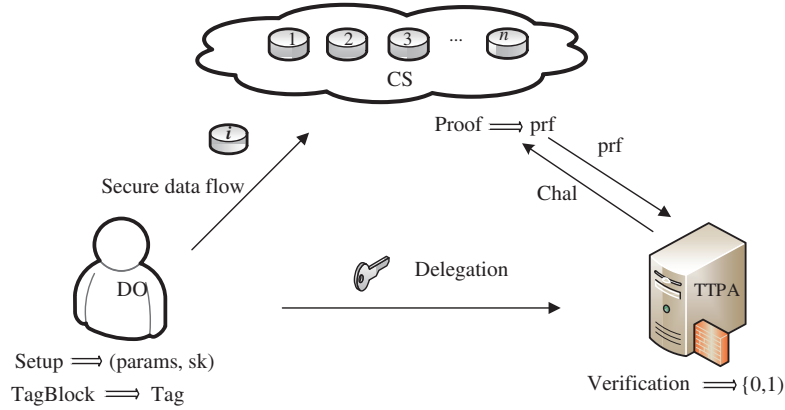 1 2 3 ... n
CS
Proof ⟹ prf
i
prf
Secure data flow
Chal
Delegation
DO
TTPA
Setup ⟹ (params, sk)
TagBlock ⟹ Tag
Verification ⟹ {0,1)